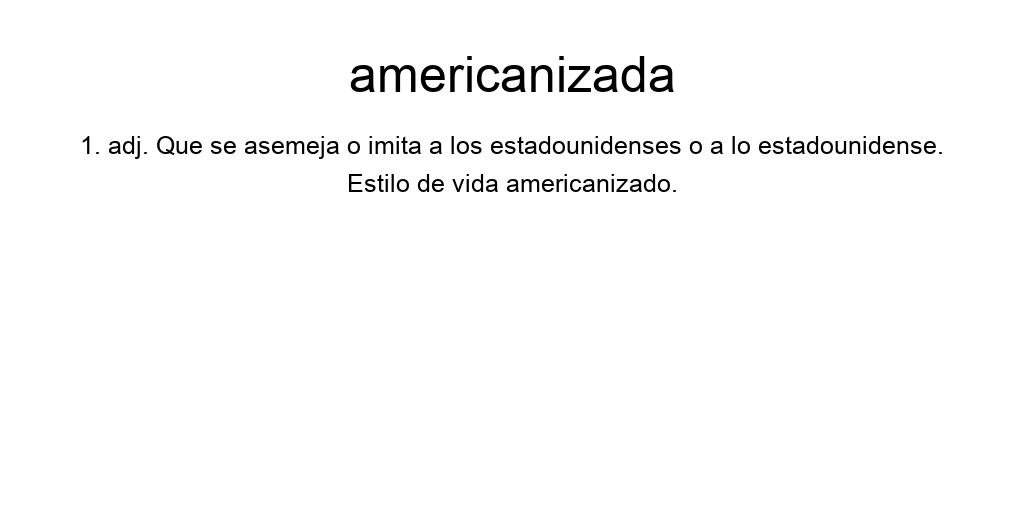 americanizada
1. adj. Que se asemeja o imita a los estadounidenses o a lo estadounidense.
Estilo de vida americanizado.